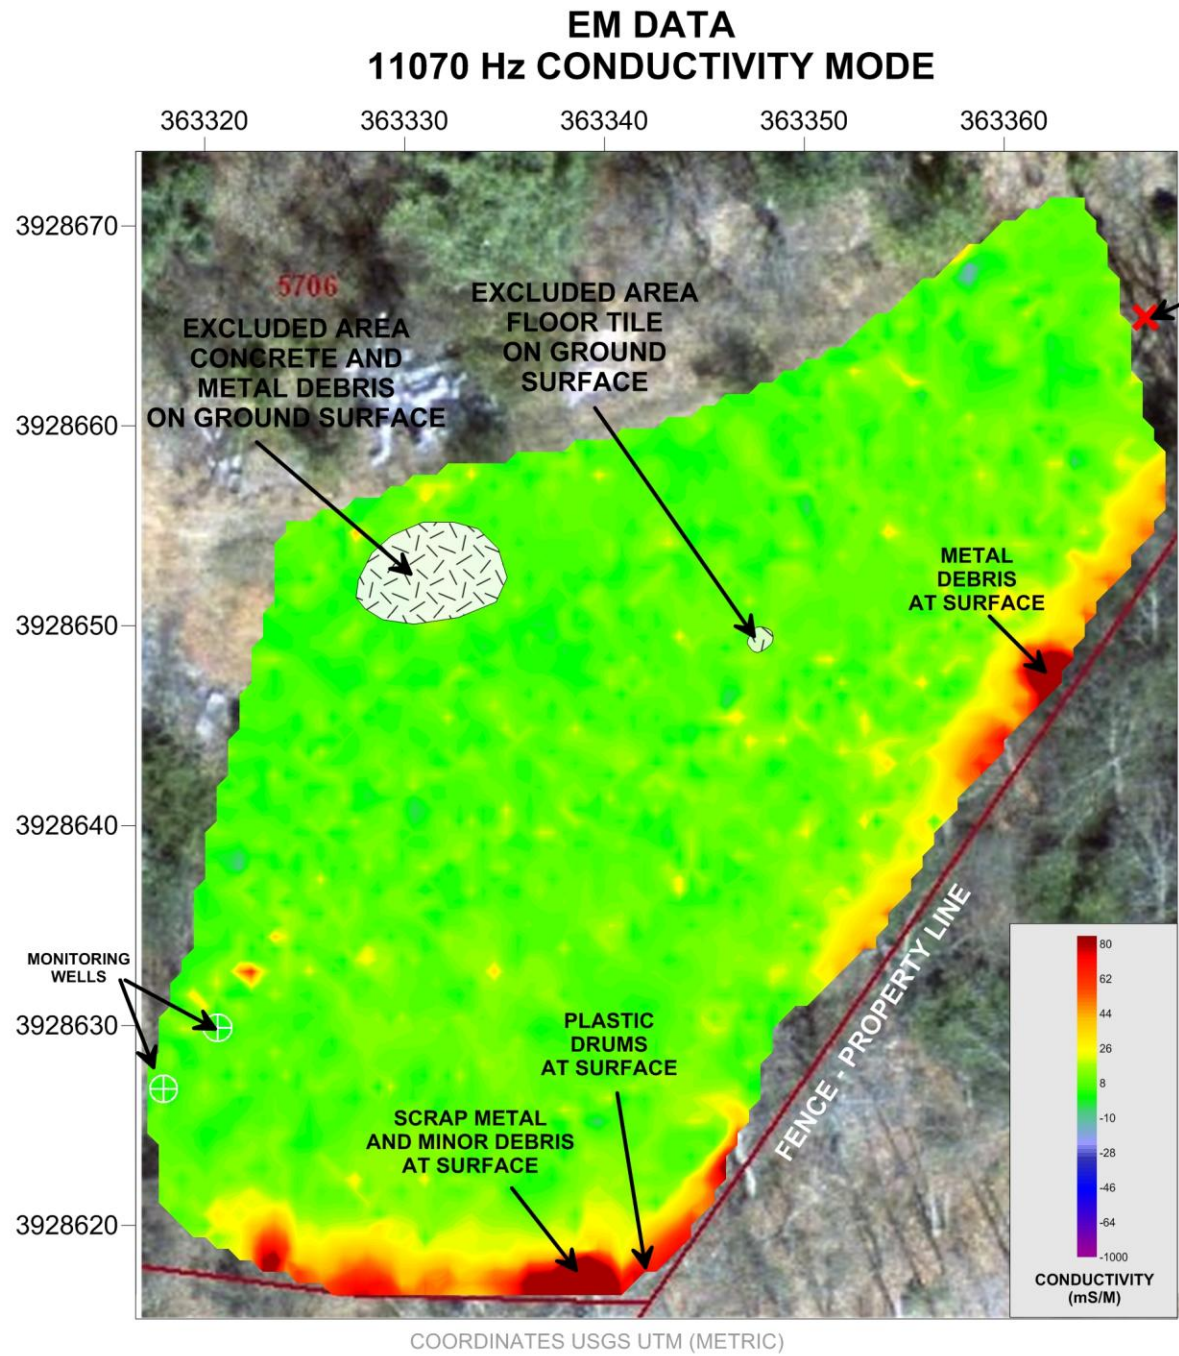 EM DATA
11070 Hz CONDUCTIVITY MODE
363320 363330 363340 363350 363360
3928670
3928660
3928650
3928640
3928630
3928620
5706
EXCLUDED AREA
CONCRETE AND
METAL DEBRIS
ON GROUND SURFACE
EXCLUDED AREA
FLOOR TILE
ON GROUND
SURFACE
METAL
DEBRIS
AT SURFACE
MONITORING
WELLS
PLASTIC
DRUMS
AT SURFACE
SCRAP METAL
AND MINOR DEBRIS
AT SURFACE
FENCE - PROPERTY LINE
80
62
44
26
8
-10
-28
-46
-64
-1000
CONDUCTIVITY
(mS/M)
COORDINATES USGS UTM (METRIC)